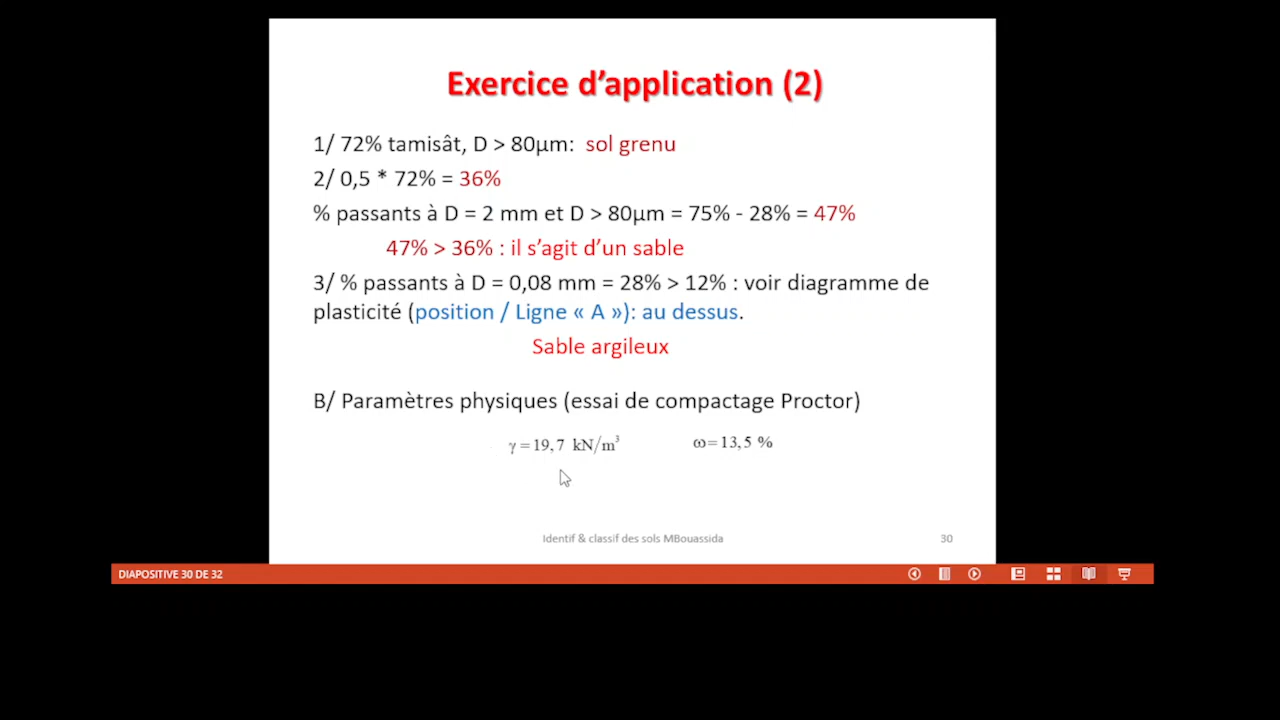 Exercice d’application (2)
1/ 72% tamisât, D > 80µm: sol grenu
2/ 0,5 * 72% = 36%
% passants à D = 2 mm et D > 80µm = 75% - 28% = 47%
47% > 36% : il s’agit d’un sable
3/ % passants à D = 0,08 mm = 28% > 12% : voir diagramme de
plasticité (position / Ligne « A »): au dessus.
Sable argileux
B/ Paramètres physiques (essai de compactage Proctor)
γ = 19,7 kN/m³ ω=13,5 %
Identif & classif des sols MBouassida 30
DIAPOSITIVE 30 DE 32